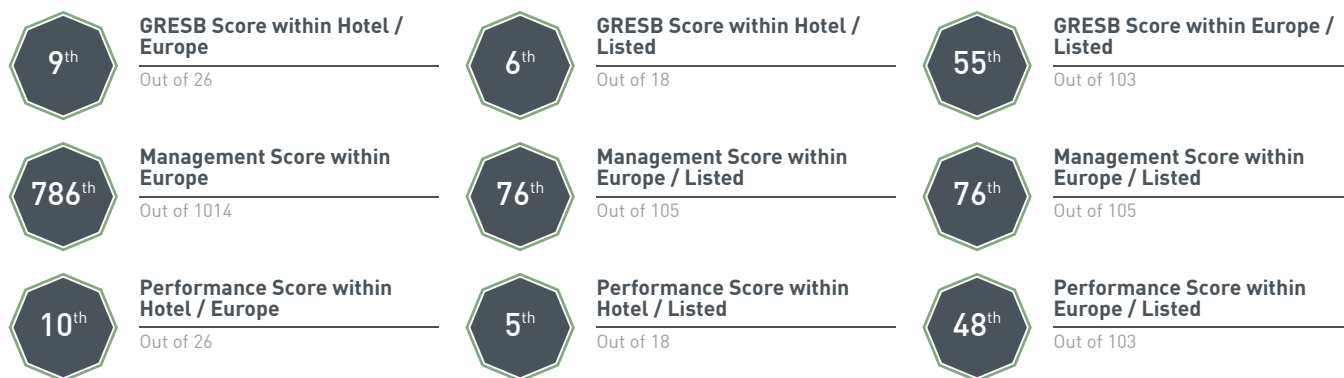 9th
GRESB Score within Hotel /
Europe
Out of 26
6th
GRESB Score within Hotel /
Listed
Out of 18
55th
GRESB Score within Europe /
Listed
Out of 103
786th
Management Score within
Europe
Out of 1014
76th
Management Score within
Europe / Listed
Out of 105
76th
Management Score within
Europe / Listed
Out of 105
10th
Performance Score within
Hotel / Europe
Out of 26
5th
Performance Score within
Hotel / Listed
Out of 18
48th
Performance Score within
Europe / Listed
Out of 103